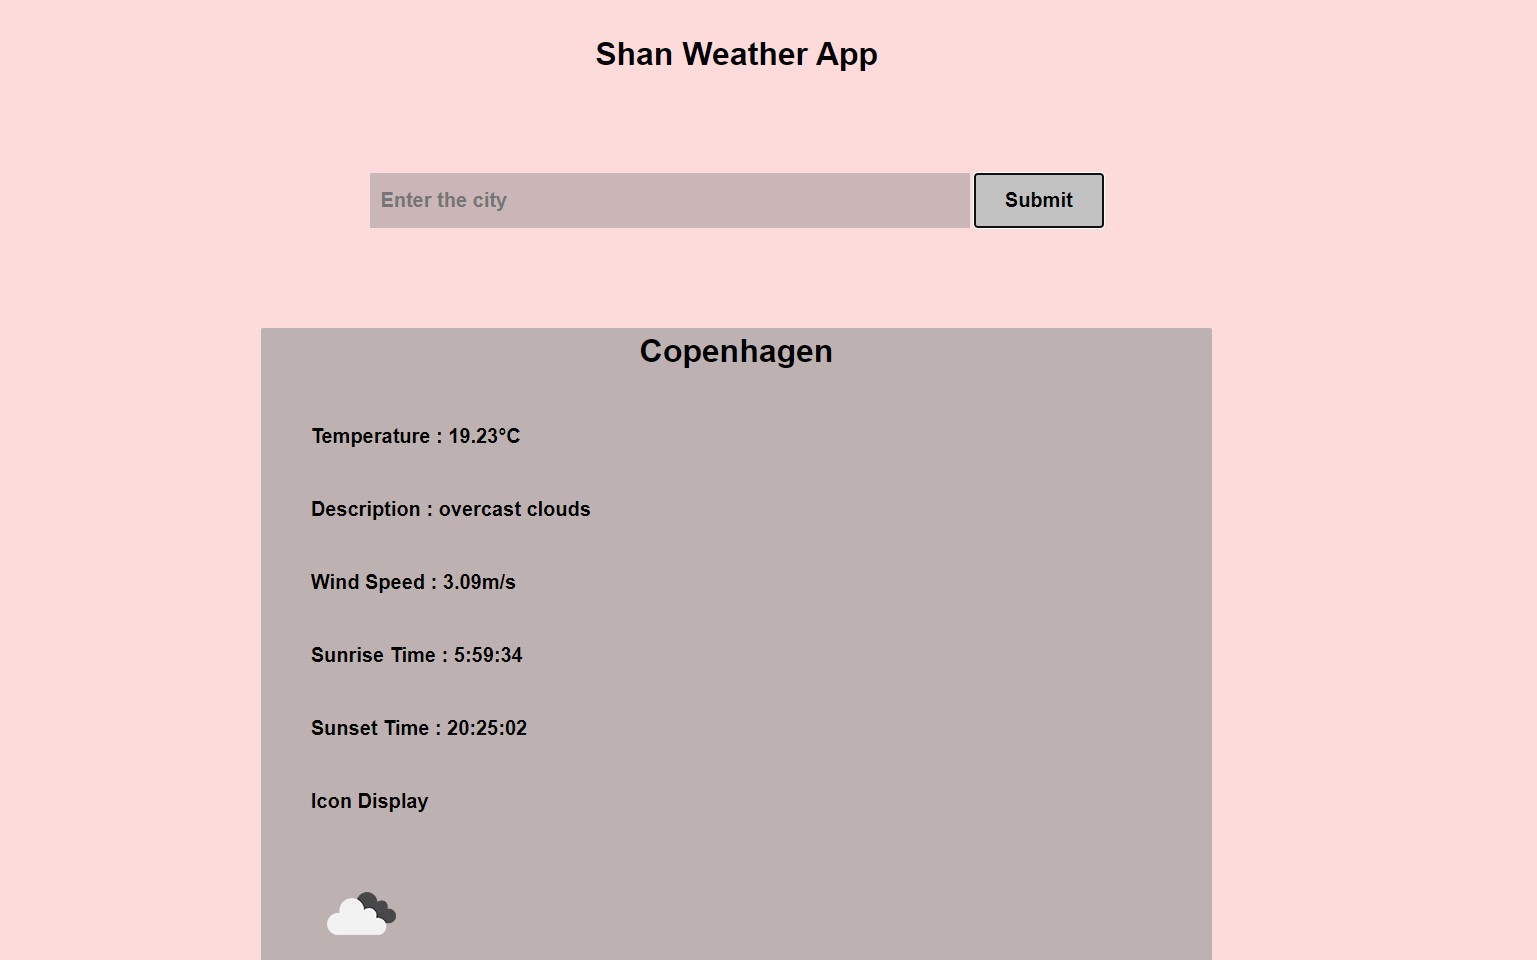 Shan Weather App
Enter the city
Submit
Copenhagen
Temperature : 19.23°C
Description : overcast clouds
Wind Speed : 3.09m/s
Sunrise Time : 5:59:34
Sunset Time : 20:25:02
Icon Display